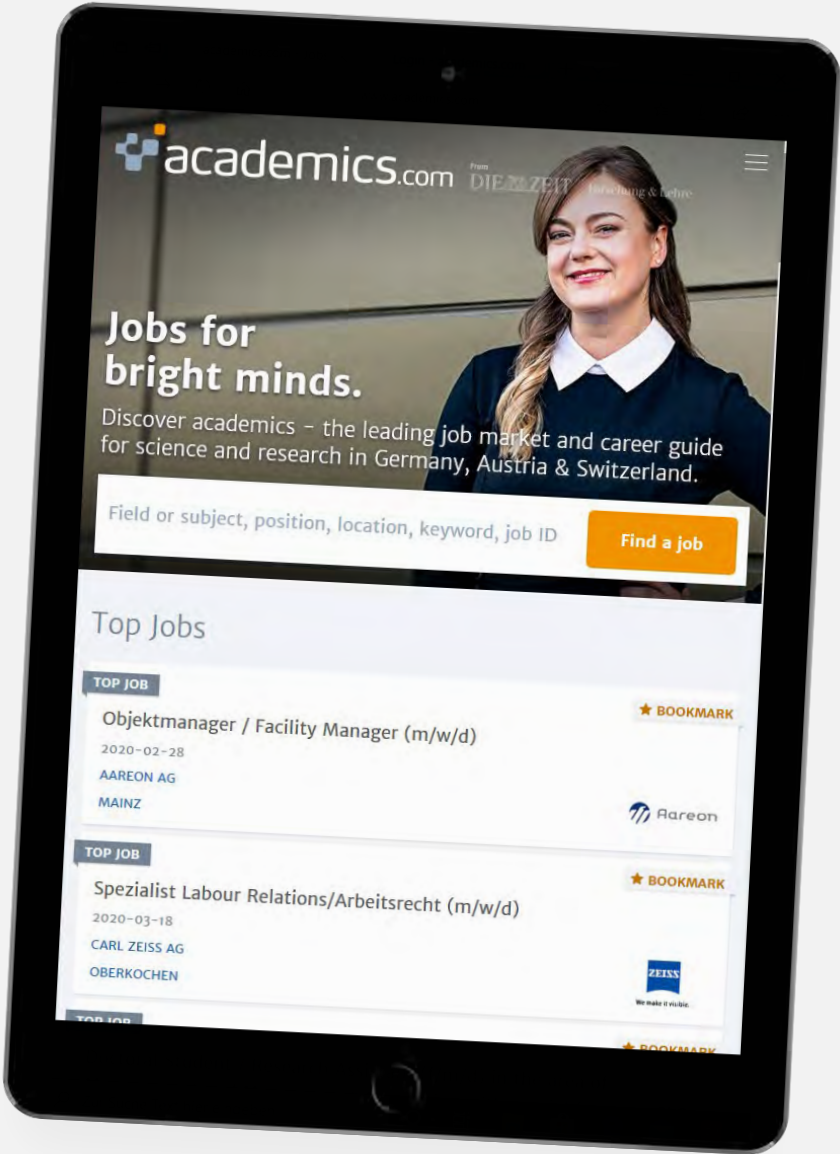 academics.com
From
DIE ZEIT Forschung & Lehre
Jobs for
bright minds.
Discover academics – the leading job market and career guide
for science and research in Germany, Austria & Switzerland.
Field or subject, position, location, keyword, job ID
Find a job
Top Jobs
TOP JOB
BOOKMARK
Objektmanager / Facility Manager (m/w/d)
2020-02-28
AAREON AG
MAINZ
Aareon
TOP JOB
BOOKMARK
Spezialist Labour Relations/Arbeitsrecht (m/w/d)
2020-03-18
CARL ZEISS AG
OBERKOCHEN
ZEISS
We make it visible.
TOP JOB
BOOKMARK